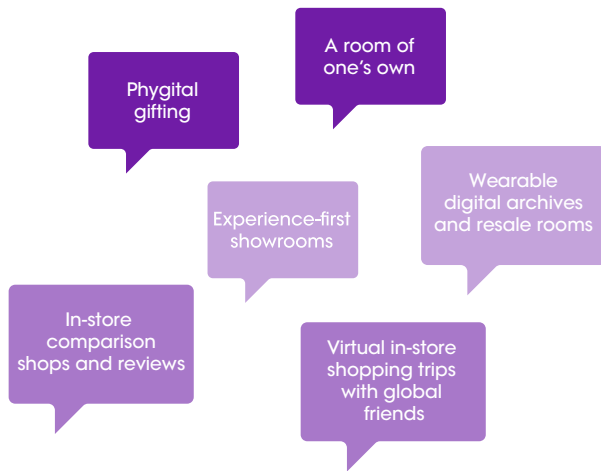 A room of
one’s own
Phygital
gifting
Wearable
digital archives
and resale rooms
Experience-first
showrooms
In-store
comparison
shops and reviews
Virtual in-store
shopping trips
with global
friends